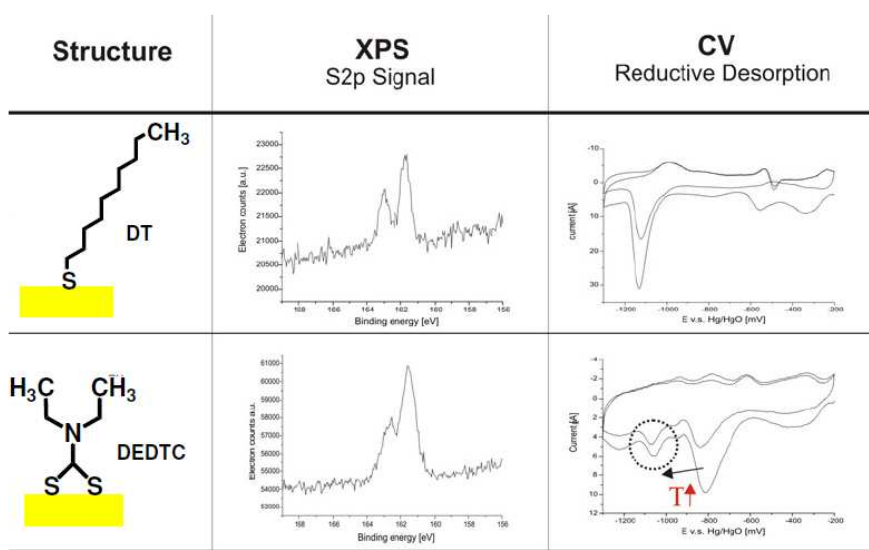 Structure
XPS
S2p Signal
CV
Reductive Desorption
CH3
DT
S
Electron counts [a.u.]
23000
22500
22000
21500
21000
20500
20000
168 166 164 162 160 158 156
Binding energy [eV]
current[µA]
-10
0
10
20
30
-1200 -1000 -800 -600 -400 -200
E v.s. Hg/HgO [mV]
H3C CH3
N
DEDTC
S S
Electron counts a.u.
61000
60000
59000
58000
57000
56000
55000
54000
53000
168 166 164 162 160 158 156
Binding energy [eV]
Current[µA]
-4
-2
0
2
4
6
8
10
12
T
-1200 -1000 -800 -600 -400 -200
E v.s. Hg/HgO [mV]